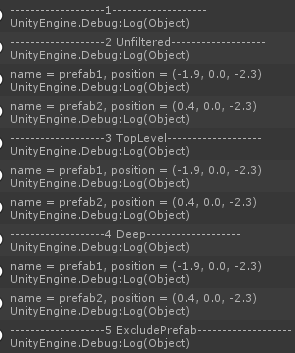 -------------------1-------------------
UnityEngine.Debug:Log(Object)
-------------------2 Unfiltered-------------------
UnityEngine.Debug:Log(Object)
name = prefab1, position = (-1.9, 0.0, -2.3)
UnityEngine.Debug:Log(Object)
name = prefab2, position = (0.4, 0.0, -2.3)
UnityEngine.Debug:Log(Object)
-------------------3 TopLevel-------------------
UnityEngine.Debug:Log(Object)
name = prefab1, position = (-1.9, 0.0, -2.3)
UnityEngine.Debug:Log(Object)
name = prefab2, position = (0.4, 0.0, -2.3)
UnityEngine.Debug:Log(Object)
-------------------4 Deep-------------------
UnityEngine.Debug:Log(Object)
name = prefab1, position = (-1.9, 0.0, -2.3)
UnityEngine.Debug:Log(Object)
name = prefab2, position = (0.4, 0.0, -2.3)
UnityEngine.Debug:Log(Object)
-------------------5 ExcludePrefab-------------------
UnityEngine.Debug:Log(Object)